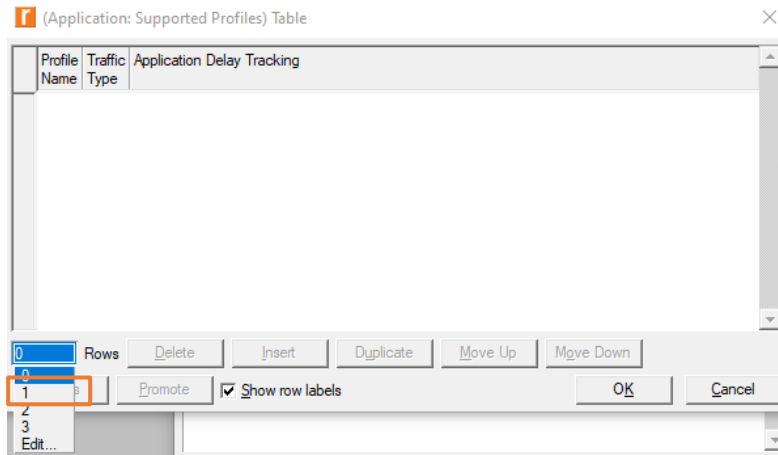 (Application: Supported Profiles) Table
Profile Name Traffic Type Application Delay Tracking
0 Rows Delete Insert Duplicate Move Up Move Down
0
1 s Promote Show row labels OK Cancel
2
3
Edit...